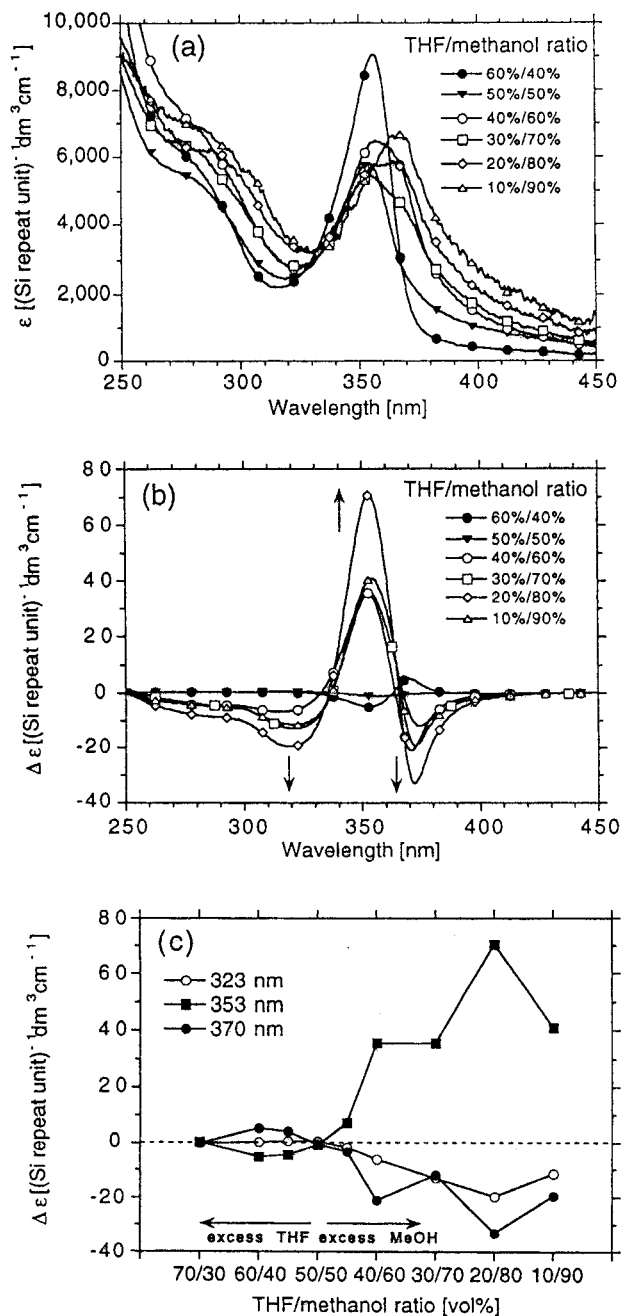 (a)
THF/methanol ratio
60%/40%
50%/50%
40%/60%
30%/70%
20%/80%
10%/90%
ε [(Si repeat unit)⁻¹dm³cm⁻¹]
10,000
8,000
6,000
4,000
2,000
0
250 300 350 400 450
Wavelength [nm]
(b)
THF/methanol ratio
60%/40%
50%/50%
40%/60%
30%/70%
20%/80%
10%/90%
Δ ε [(Si repeat unit)⁻¹dm³cm⁻¹]
80
60
40
20
0
-20
-40
250 300 350 400 450
Wavelength [nm]
(c)
323 nm
353 nm
370 nm
Δ ε [(Si repeat unit)⁻¹dm³cm⁻¹]
80
60
40
20
0
-20
-40
excess THF excess MeOH
70/30 60/40 50/50 40/60 30/70 20/80 10/90
THF/methanol ratio [vol%]